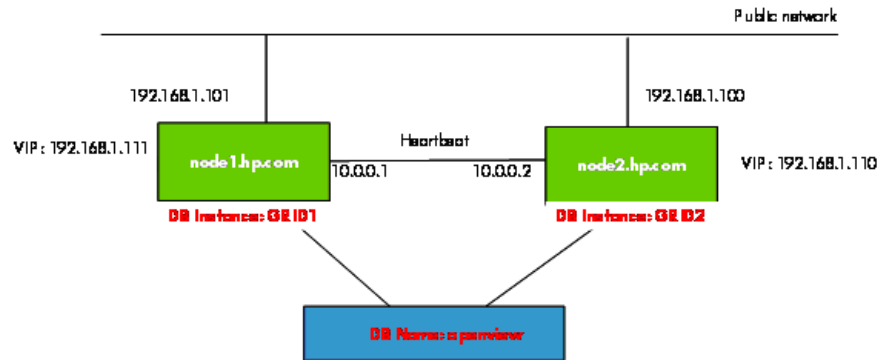 Public network
192.168.1.101
192.168.1.100
VIP: 192.168.1.111
node1.hp.com
Heartbeat
10.0.0.1
10.0.0.2
node2.hp.com
VIP: 192.168.1.110
DB Instance: GRID1
DB Instance: GRID2
DB Name: